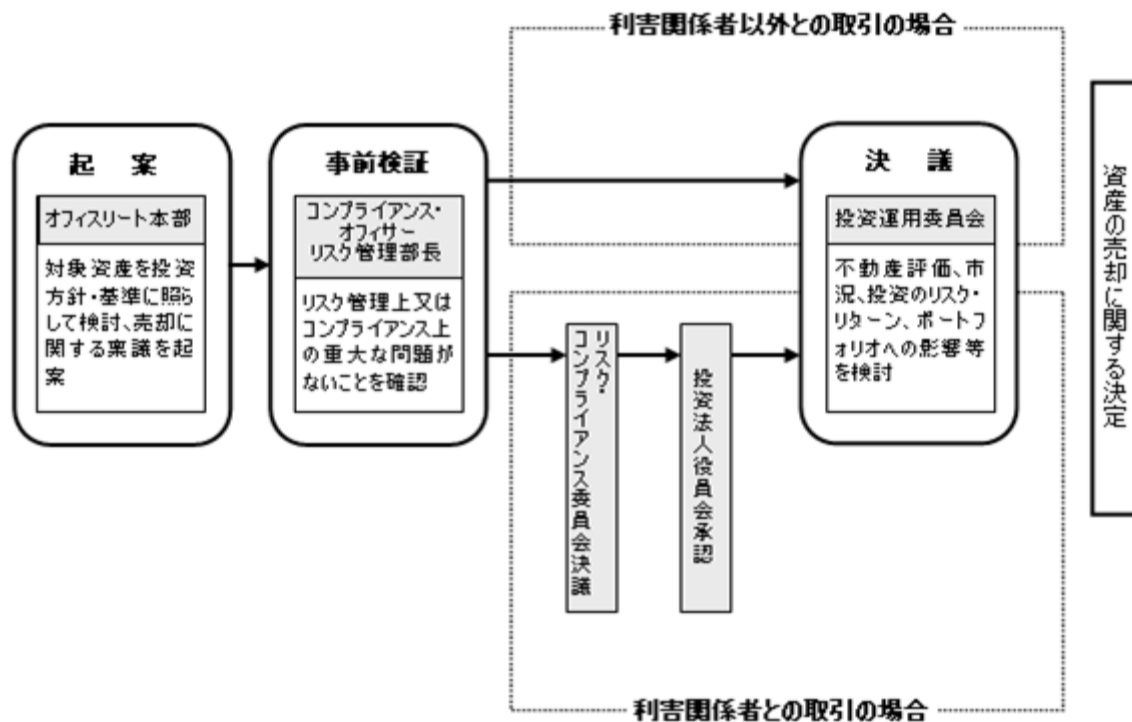 利害関係者以外との取引の場合
起 案
オフィスリート本部
対象資産を投資
方針・基準に照ら
して検討、売却に
関する稟議を起
案
事前検証
コンプライアンス・
オフィサー
リスク管理部長
リスク管理上又は
コンプライアンス上
の重大な問題が
ないことを確認
リスク・
コンプライアンス委員会決議
投資法人役員会承認
決 議
投資運用委員会
不動産評価、市
況、投資のリスク・
リターン、ポートフ
ォリオへの影響等
を検討
資産の売却に関する決定
利害関係者との取引の場合